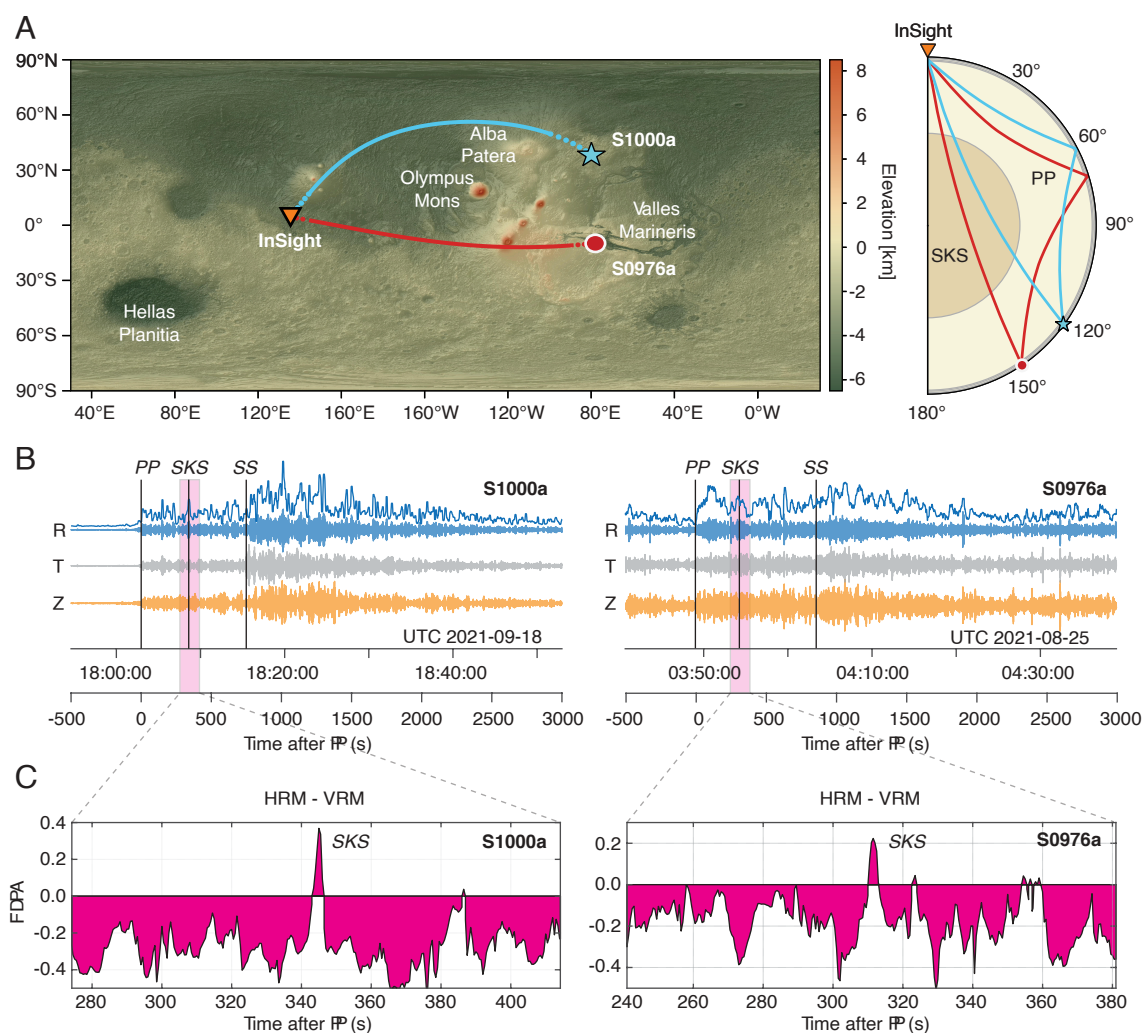 A
90°N
60°N
30°N
0°
30°S
60°S
90°S
40°E
80°E
120°E
160°E
160°W
120°W
80°E
40°E
0°W
Alba
Patera
Olympus
Mons
S1000a
InSight
Valles
Marineris
S0976a
Hellas
Planitia
8
6
4
2
0
-2
-4
-6
Elevation [km]
InSight
30°
60°
PP
90°
SKS
120°
150°
180°
B
PP
SKS
SS
S1000a
R
T
Z
UTC 2021-09-18
18:00:00
18:20:00
18:40:00
-500
0
500
1000
1500
2000
2500
3000
Time after PP (s)
PP
SKS
SS
S0976a
R
T
Z
UTC 2021-08-25
03:50:00
04:10:00
04:30:00
-500
0
500
1000
1500
2000
2500
3000
Time after PP (s)
C
HRM - VRM
0.4
0.2
0.0
-0.2
-0.4
FDPA
SKS
S1000a
280
300
320
340
360
380
400
Time after PP (s)
HRM - VRM
0.2
0.0
-0.2
-0.4
SKS
S0976a
240
260
280
300
320
340
360
380
Time after PP (s)